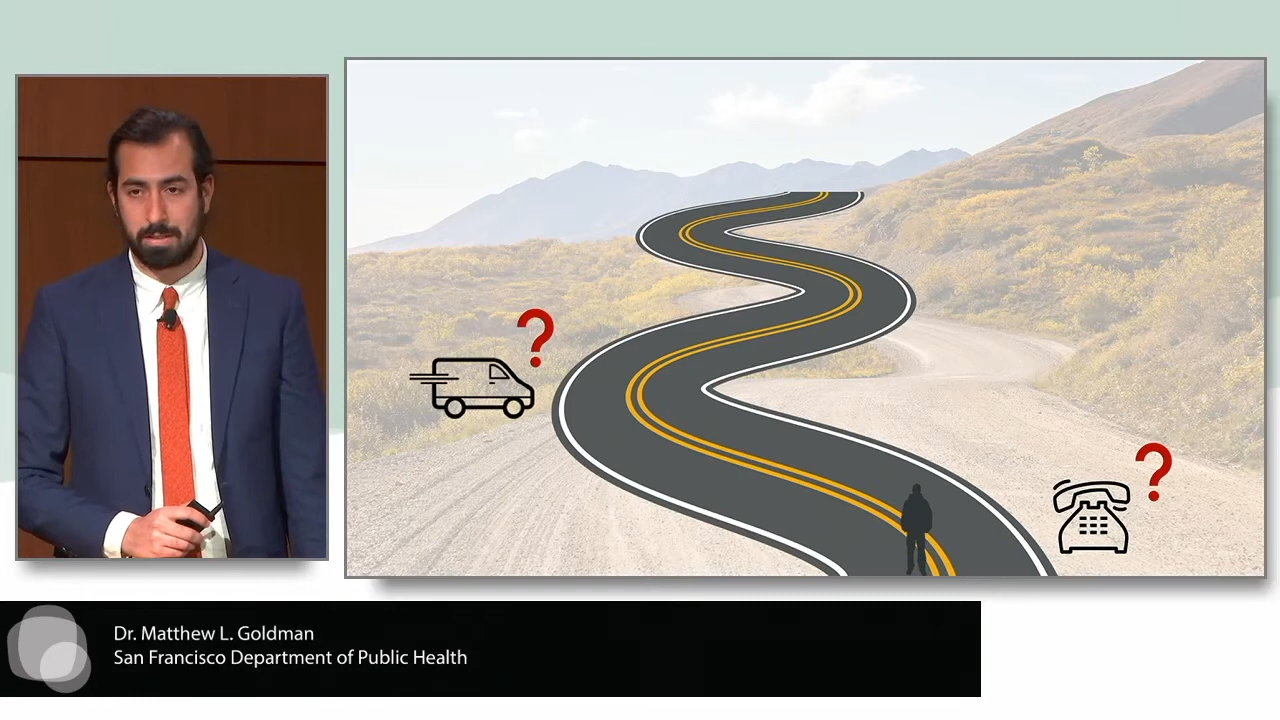 ?
?
Dr. Matthew L. Goldman
San Francisco Department of Public Health